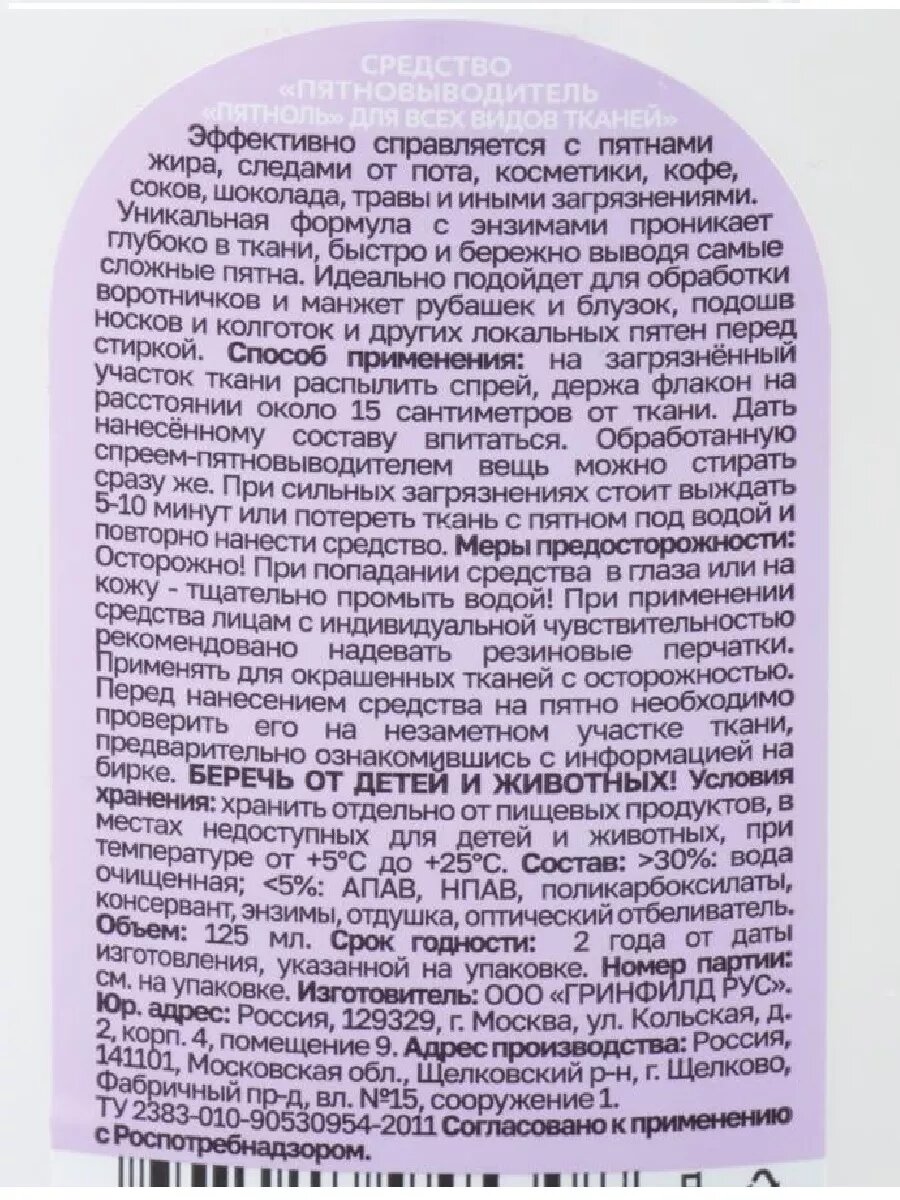 СРЕДСТВО
«ПЯТНОВЫВОДИТЕЛЬ
«ПЯТНОЛЬ» ДЛЯ ВСЕХ ВИДОВ ТКАНЕЙ»
Эффективно справляется с пятнами
жира, следами от пота, косметики, кофе,
соков, шоколада, травы и иными загрязнениями.
Уникальная формула с энзимами проникает
глубоко в ткани, быстро и бережно выводя самые
сложные пятна. Идеально подойдет для обработки
воротничков и манжет рубашек и блузок, подошв
носков и колготок и других локальных пятен перед
стиркой. Способ применения: на загрязнённый
участок ткани распылить спрей, держа флакон на
расстоянии около 15 сантиметров от ткани. Дать
нанесённому составу впитаться. Обработанную
спреем-пятновыводителем вещь можно стирать
сразу же. При сильных загрязнениях стоит выждать
5-10 минут или потереть ткань с пятном под водой и
повторно нанести средство. Меры предосторожности:
Осторожно! При попадании средства в глаза или на
кожу - тщательно промыть водой! При применении
средства лицам с индивидуальной чувствительностью
рекомендовано надевать резиновые перчатки.
Применять для окрашенных тканей с осторожностью.
Перед нанесением средства на пятно необходимо
проверить его на незаметном участке ткани,
предварительно ознакомившись с информацией на
бирке. БЕРЕЧЬ ОТ ДЕТЕЙ И ЖИВОТНЫХ! Условия
хранения: хранить отдельно от пищевых продуктов, в
местах недоступных для детей и животных, при
температуре от +5°С до +25°С. Состав: >30%: вода
очищенная; <5%: АПАВ, НПАВ, поликарбоксилаты,
консервант, энзимы, отдушка, оптический отбеливатель.
Объем: 125 мл. Срок годности: 2 года от даты
изготовления, указанной на упаковке. Номер партии:
см. на упаковке. Изготовитель: ООО «ГРИНФИЛД РУС».
Юр. адрес: Россия, 129329, г. Москва, ул. Кольская, д.
2, корп. 4, помещение 9. Адрес производства: Россия,
141101, Московская обл., Щелковский р-н, г. Щелково,
Фабричный пр-д, вл. №15, сооружение 1.
ТУ 2383-010-90530954-2011 Согласовано к применению
с Роспотребнадзором.